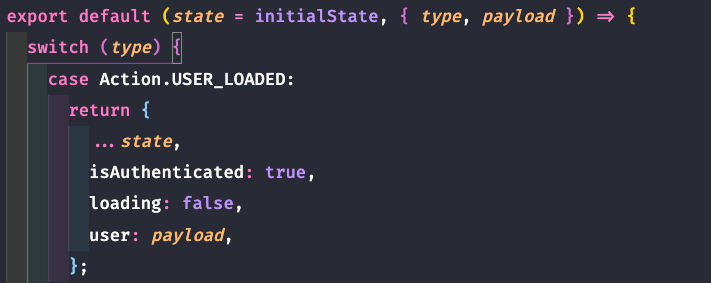 export default (state = initialState, { type, payload }) => {
switch (type) {
case Action.USER_LOADED:
return {
...state,
isAuthenticated: true,
loading: false,
user: payload,
};